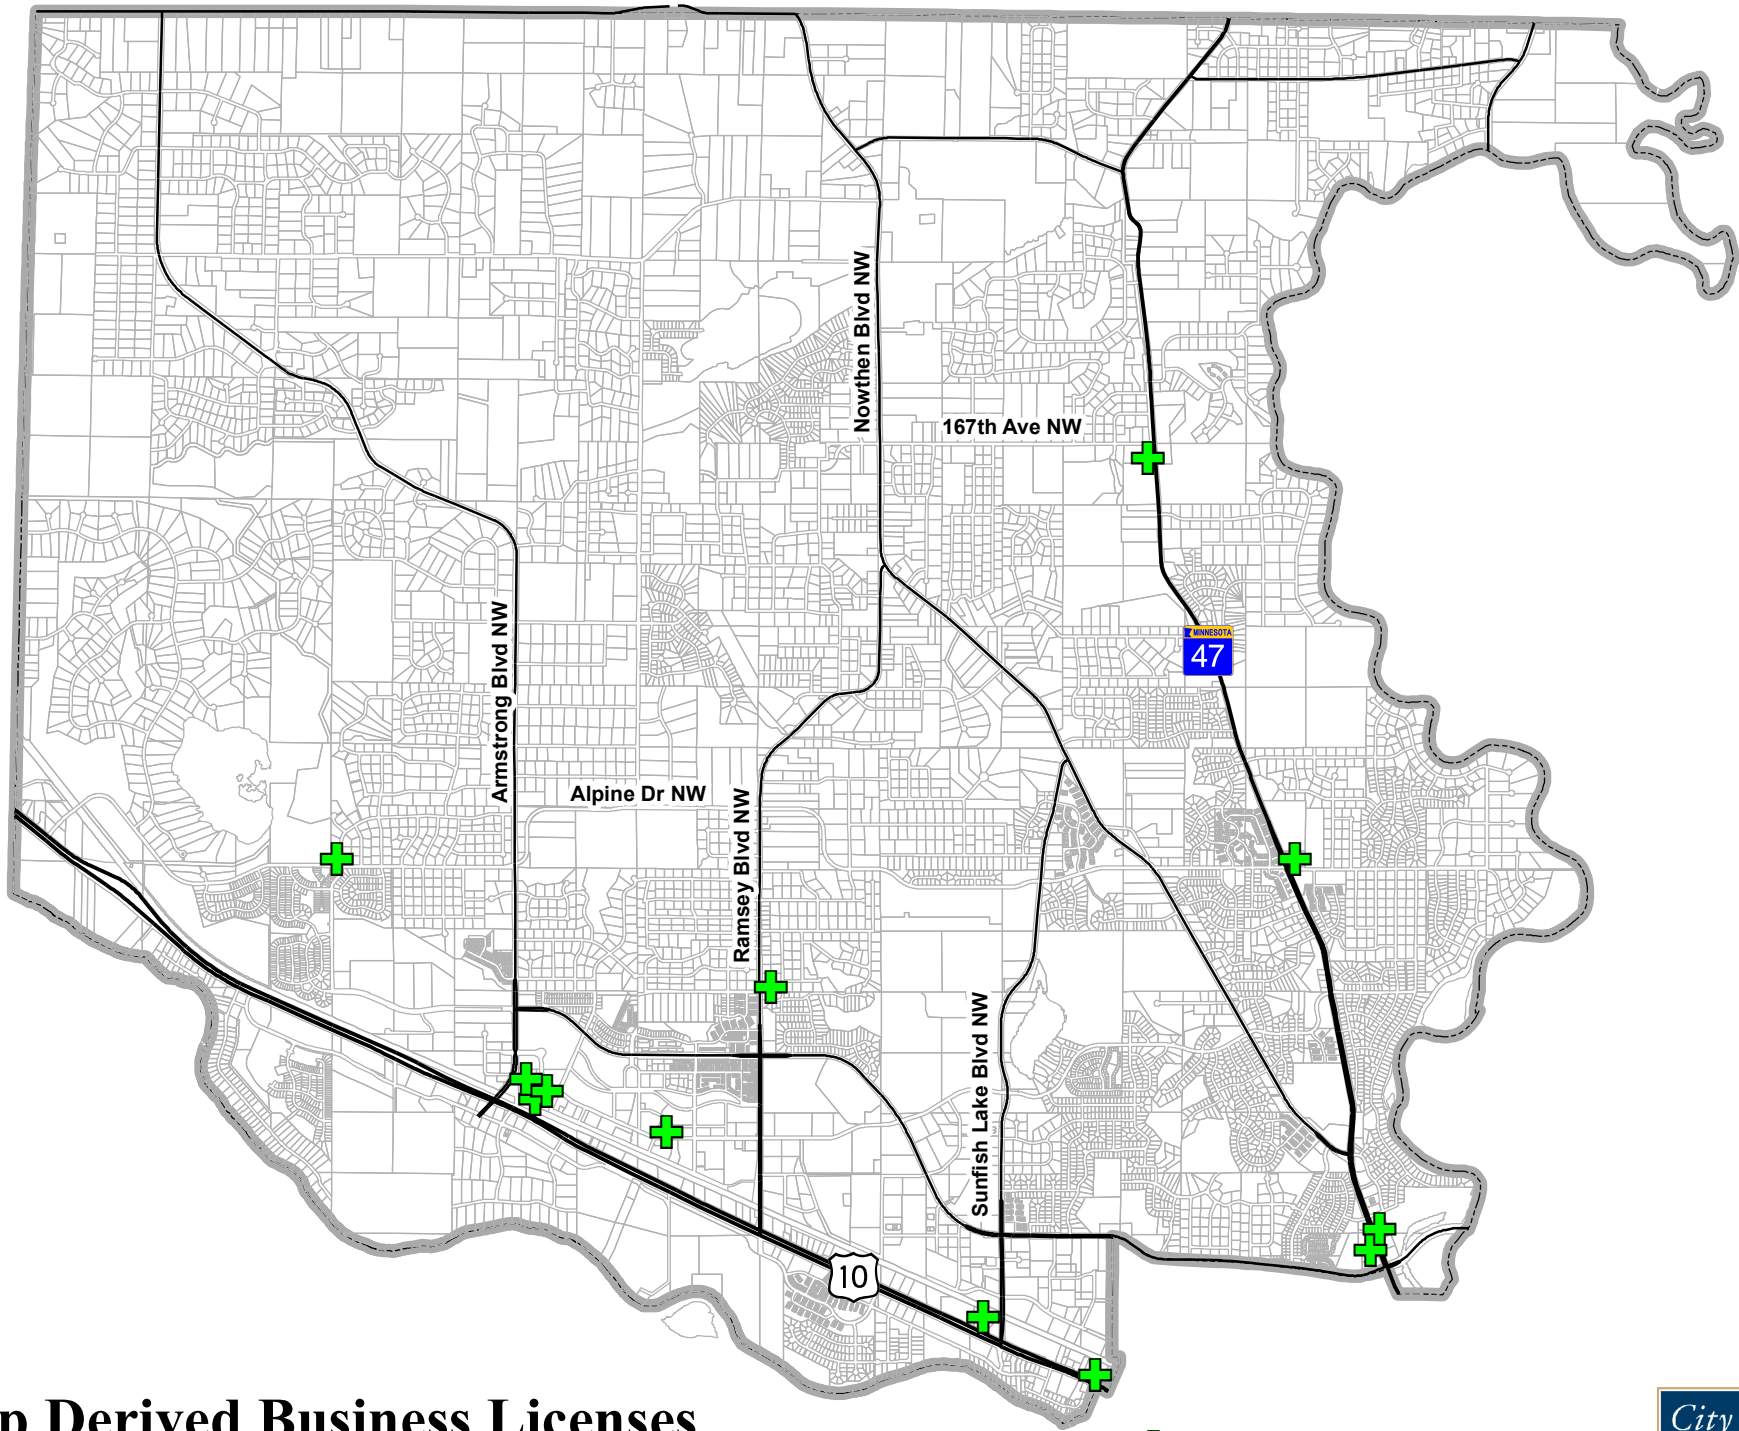 Nowthen Blvd NW
167th Ave NW
MINNESOTA
47
Armstrong Blvd NW
Alpine Dr NW
Ramsey Blvd NW
Sunfish Lake Blvd NW
10
p Derived Business Licenses
City